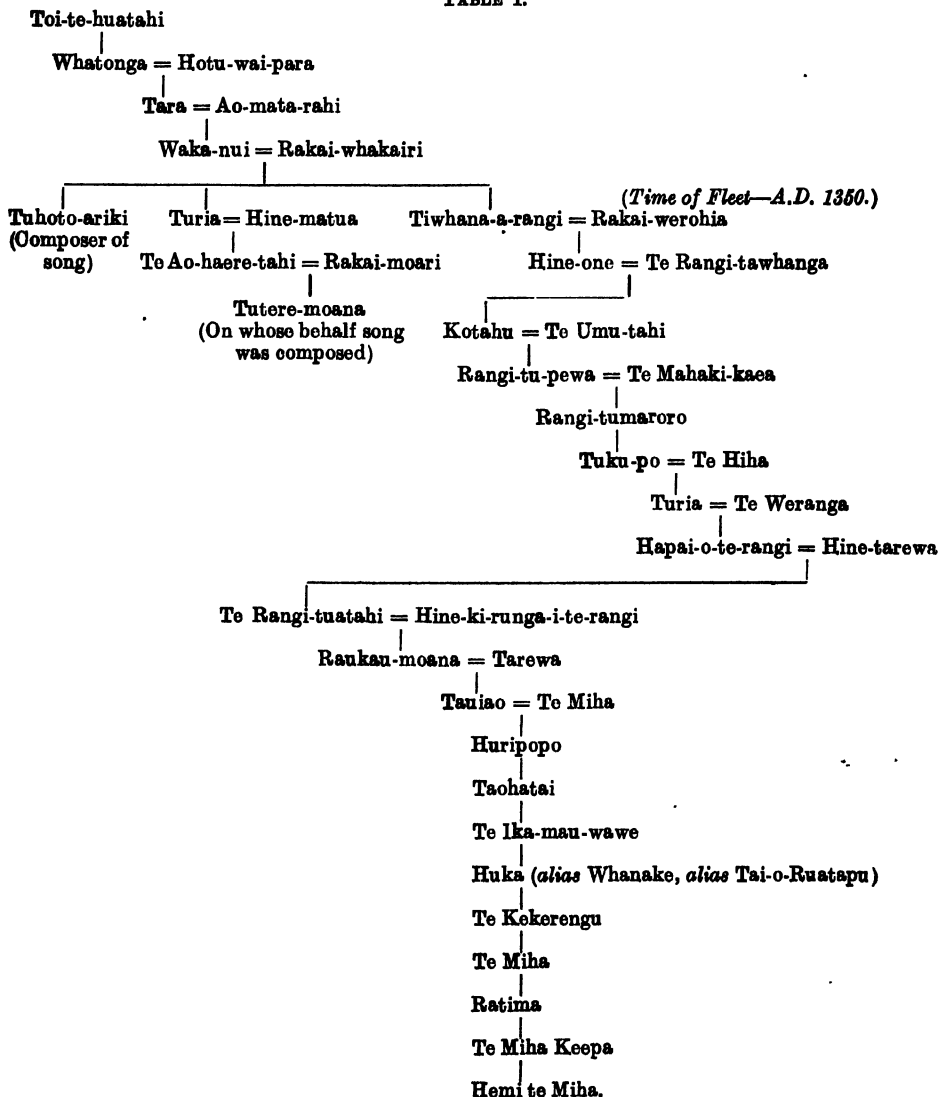 TABLE I.
Toi-te-huatahi
Whatonga = Hotu-wai-para
Tara = Ao-mata-rahi
Waka-nui = Rakai-whakairi
(Time of Fleet—A.D. 1350.)
Tuhoto-ariki Turia = Hine-matua Tiwhana-a-rangi = Rakai-werohia
(Composer of
song) Te Ao-haere-tahi = Rakai-moari Hine-one = Te Rangi-tawhanga
Tutere-moana
(On whose behalf song Kotahu = Te Umu-tahi
was composed)
Rangi-tu-pewa = Te Mahaki-kaea
Rangi-tumaroro
Tuku-po = Te Hiha
Turia = Te Weranga
Hapai-o-te-rangi = Hine-tarewa
Te Rangi-tuatahi = Hine-ki-runga-i-te-rangi
Raukau-moana = Tarewa
Tauiao = Te Miha
Huripopo
Taohatai
Te Ika-mau-wawe
Huka (alias Whanake, alias Tai-o-Ruatapu)
Te Kekerengu
Te Miha
Ratima
Te Miha Keepa
Hemi te Miha.